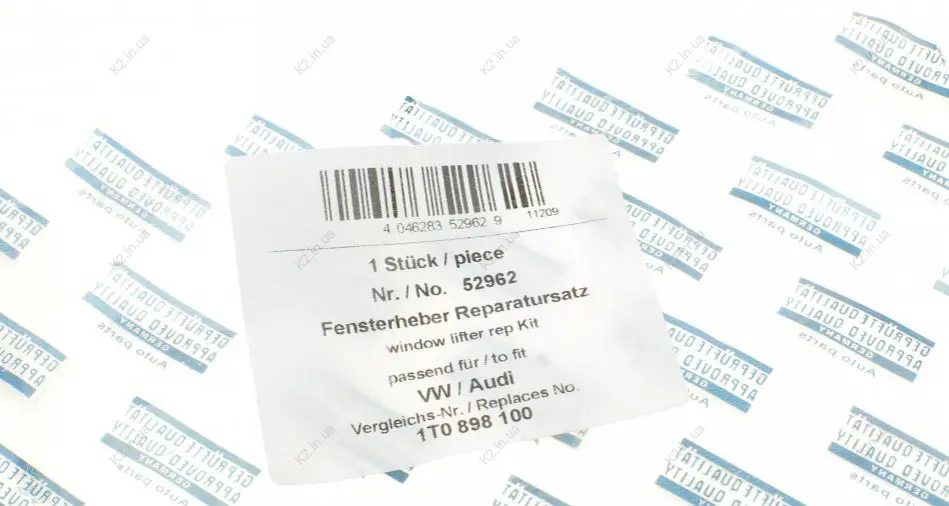 4 046283 52962 9
11209
1 Stück / piece
Nr. / No. 52962
Fensterheber Reparatursatz
window lifter rep Kit
passend für / to fit
VW / Audi
Vergleichs-Nr. / Replaces No.
1T0 898 100
GEPRÜFTE QUALITÄT
APPROVED QUALITY
GERMANY
Auto parts
K2.in.ua